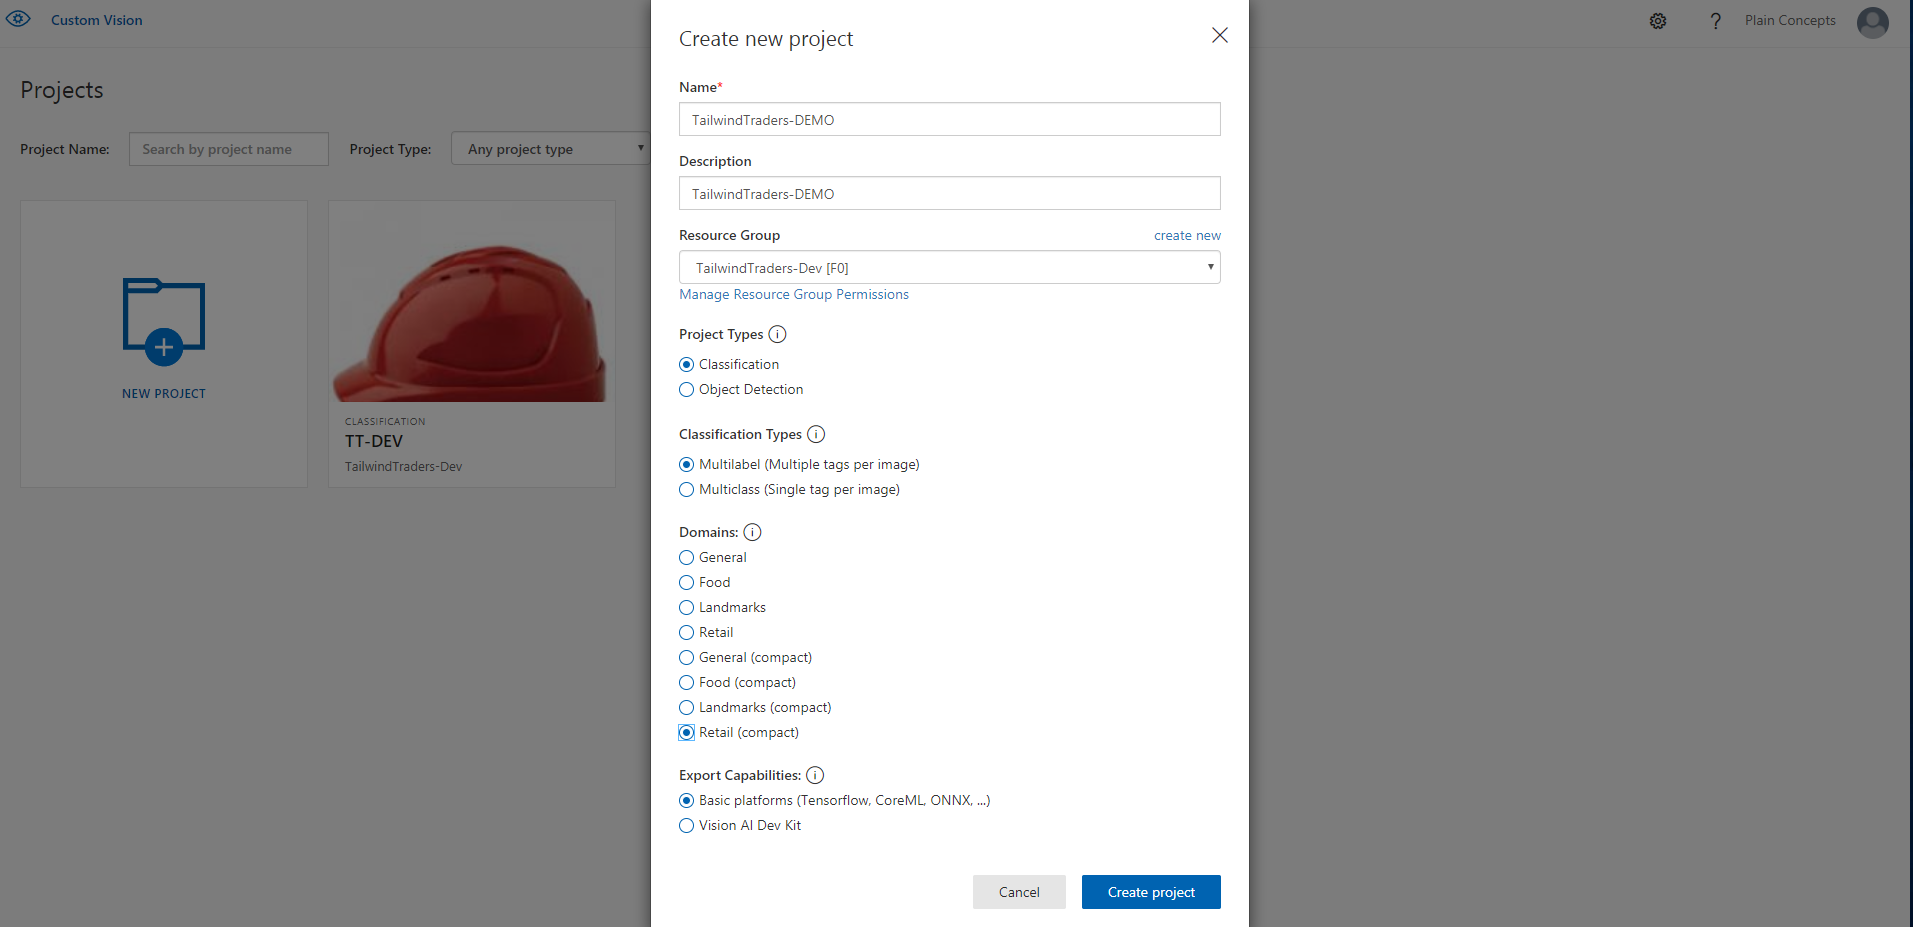 Custom Vision
?
Plain Concepts
Projects
Project Name:
Search by project name
Project Type:
Any project type
NEW PROJECT
CLASSIFICATION
TT-DEV
TailwindTraders-Dev
Create new project
Name*
TailwindTraders-DEMO
Description
TailwindTraders-DEMO
Resource Group
create new
TailwindTraders-Dev [F0]
Manage Resource Group Permissions
Project Types i
Classification
Object Detection
Classification Types i
Multilabel (Multiple tags per image)
Multiclass (Single tag per image)
Domains: i
General
Food
Landmarks
Retail
General (compact)
Food (compact)
Landmarks (compact)
Retail (compact)
Export Capabilities: i
Basic platforms (Tensorflow, CoreML, ONNX, ...)
Vision AI Dev Kit
Cancel
Create project